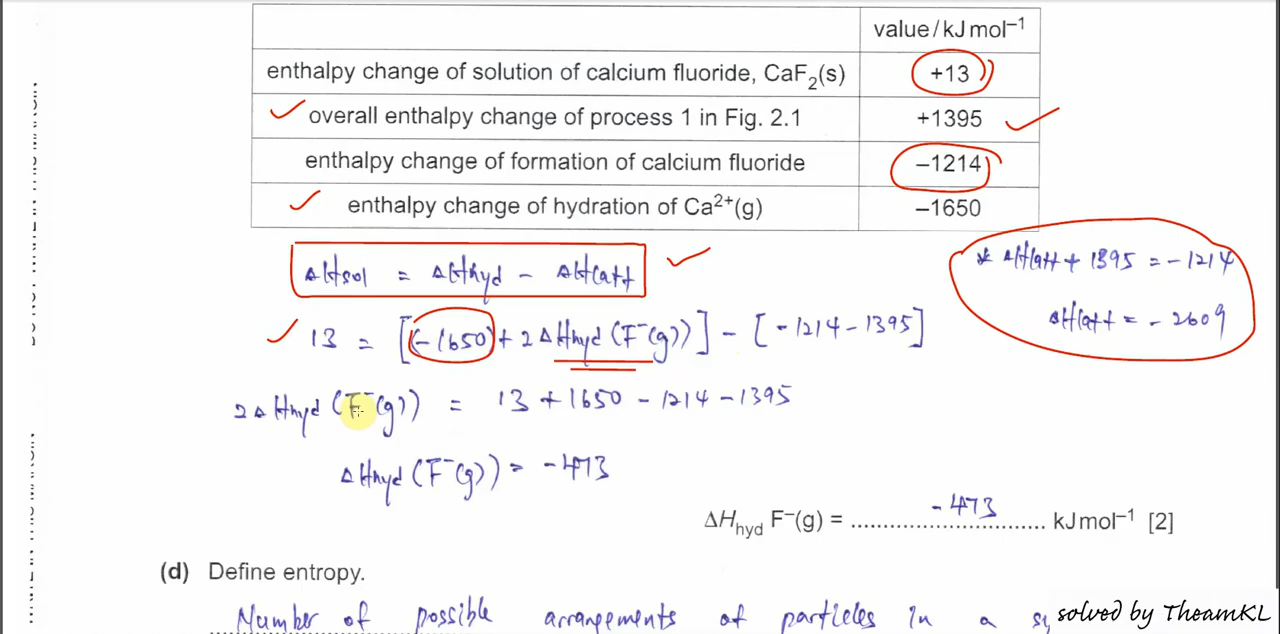 value / kJ mol⁻¹
enthalpy change of solution of calcium fluoride, CaF₂(s) +13
overall enthalpy change of process 1 in Fig. 2.1 +1395
enthalpy change of formation of calcium fluoride –1214
enthalpy change of hydration of Ca²⁺(g) –1650
ΔHsol = ΔHhyd - ΔHlatt
* ΔHlatt + 1395 = -1214
ΔHlatt = -2609
13 = [(-1650) + 2ΔHhyd (F⁻(g))] - [-1214 - 1395]
2ΔHhyd (F⁻(g)) = 13 + 1650 - 1214 - 1395
ΔHhyd (F⁻(g)) = -473
ΔH_hyd F⁻(g) = -473 kJ mol⁻¹ [2]
(d) Define entropy.
Number of possible arrangements of particles in a
solved by TheamKL